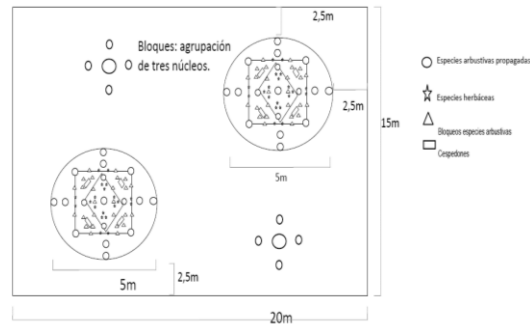 2,5m
Bloques: agrupación
de tres núcleos.
2,5m
15m
5m
Especies arbustivas propagadas
Especies herbáceas
Bloqueos especies arbustivas
Cespedones
5m
2,5m
20m